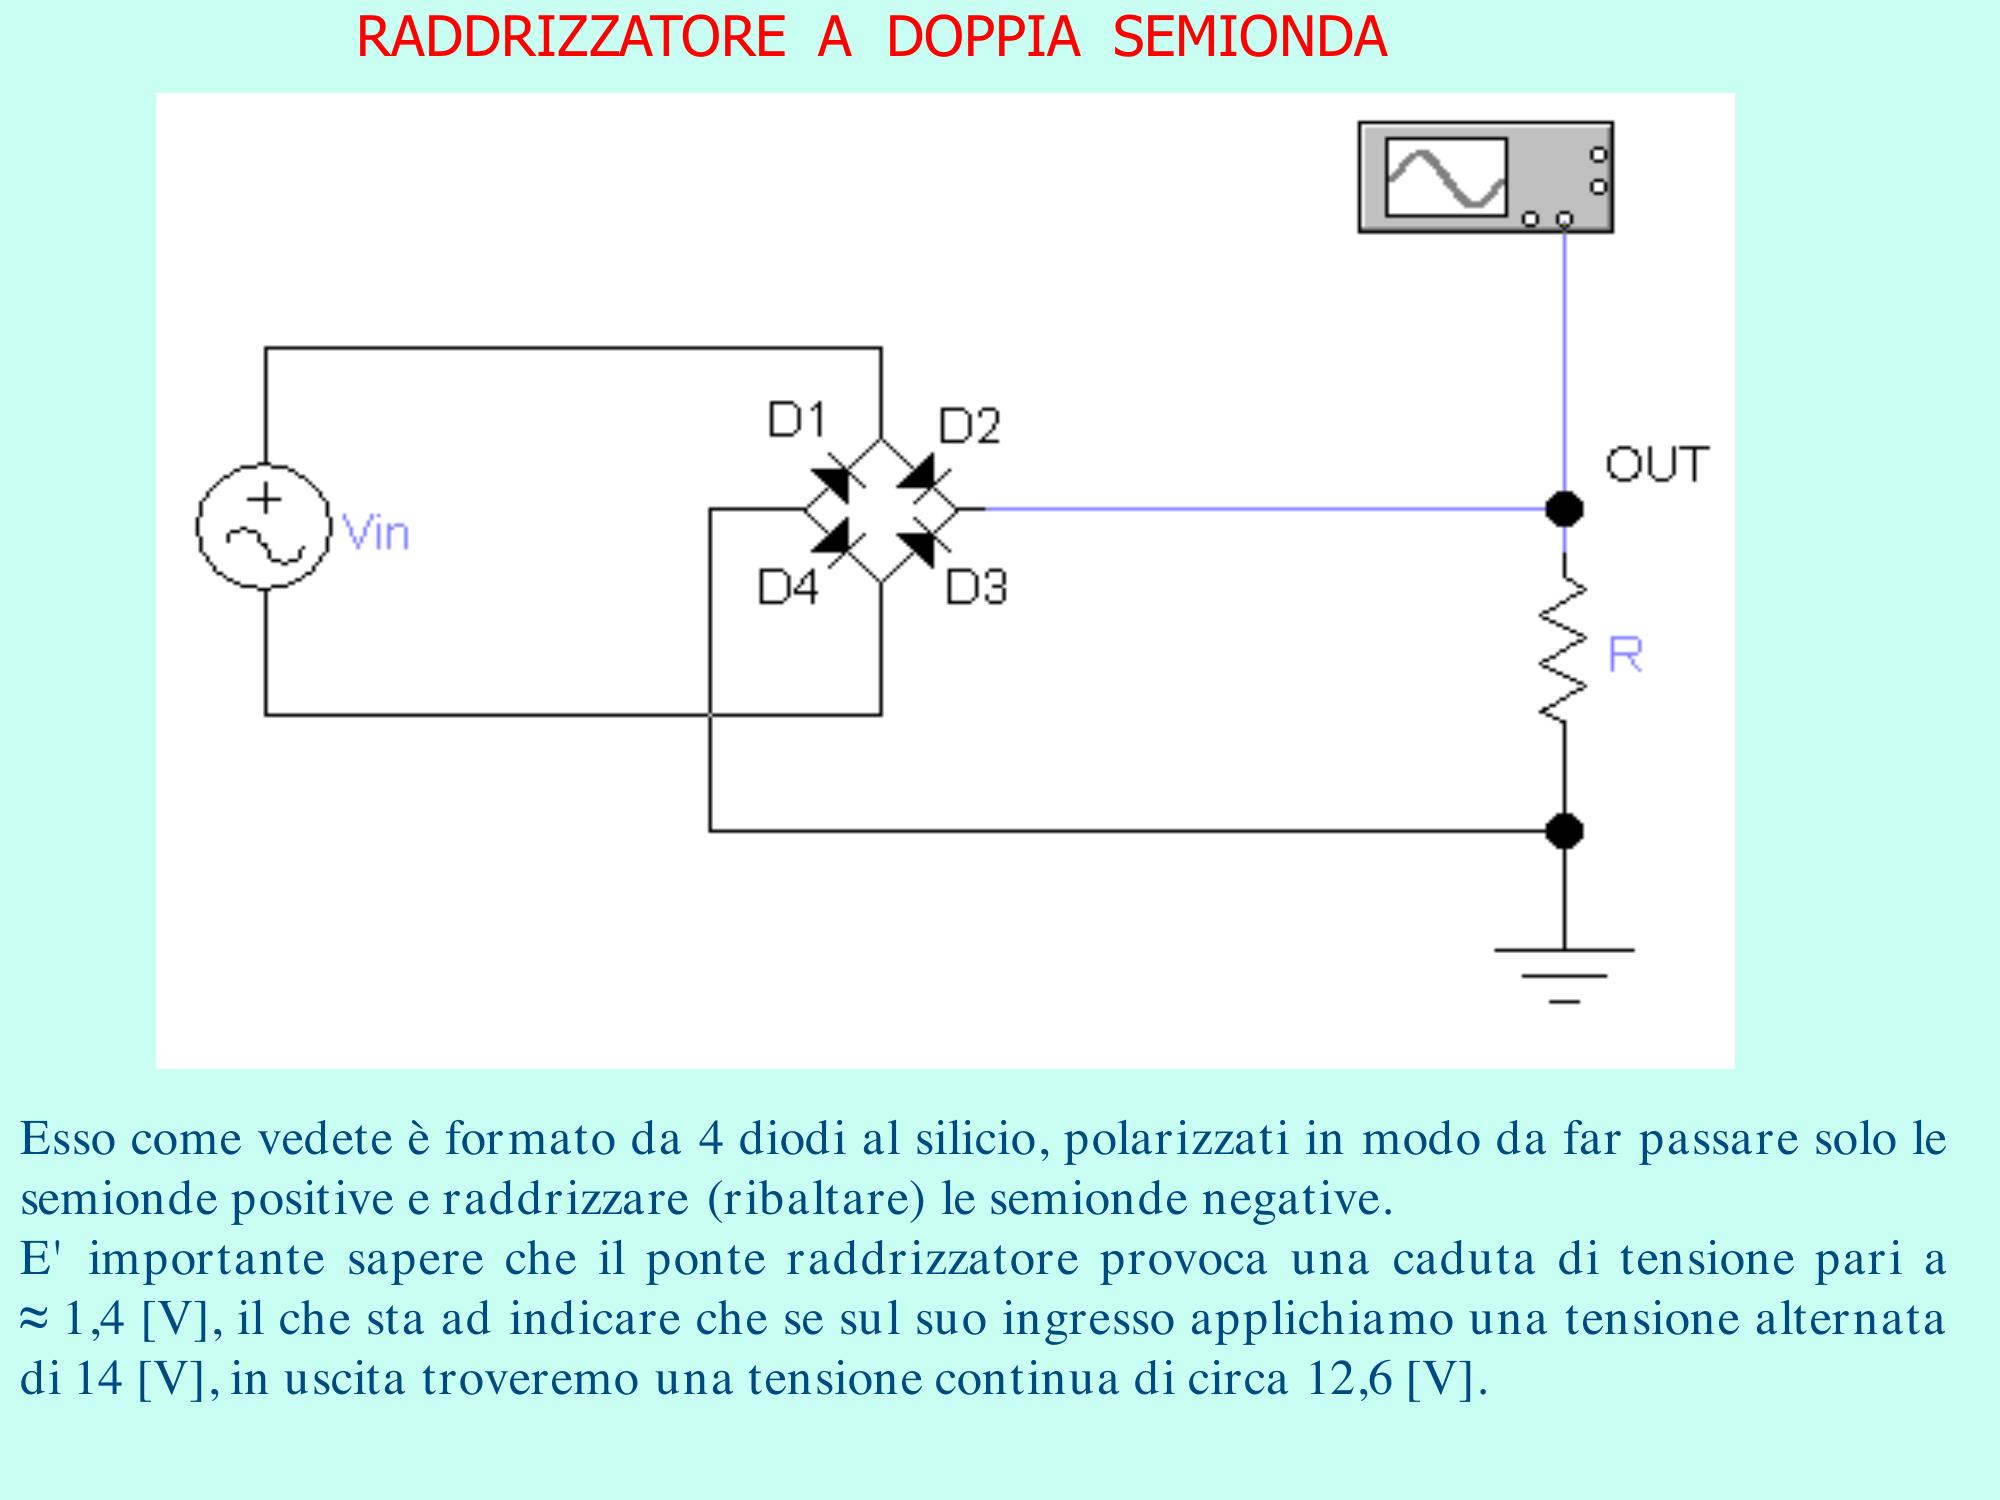 RADDRIZZATORE A DOPPIA SEMIONDA
D1
D2
OUT
Vin
D4
D3
R
Esso come vedete è formato da 4 diodi al silicio, polarizzati in modo da far passare solo le
semionde positive e raddrizzare (ribaltare) le semionde negative.
E' importante sapere che il ponte raddrizzatore provoca una caduta di tensione pari a
≈ 1,4 [V], il che sta ad indicare che se sul suo ingresso applichiamo una tensione alternata
di 14 [V], in uscita troveremo una tensione continua di circa 12,6 [V].